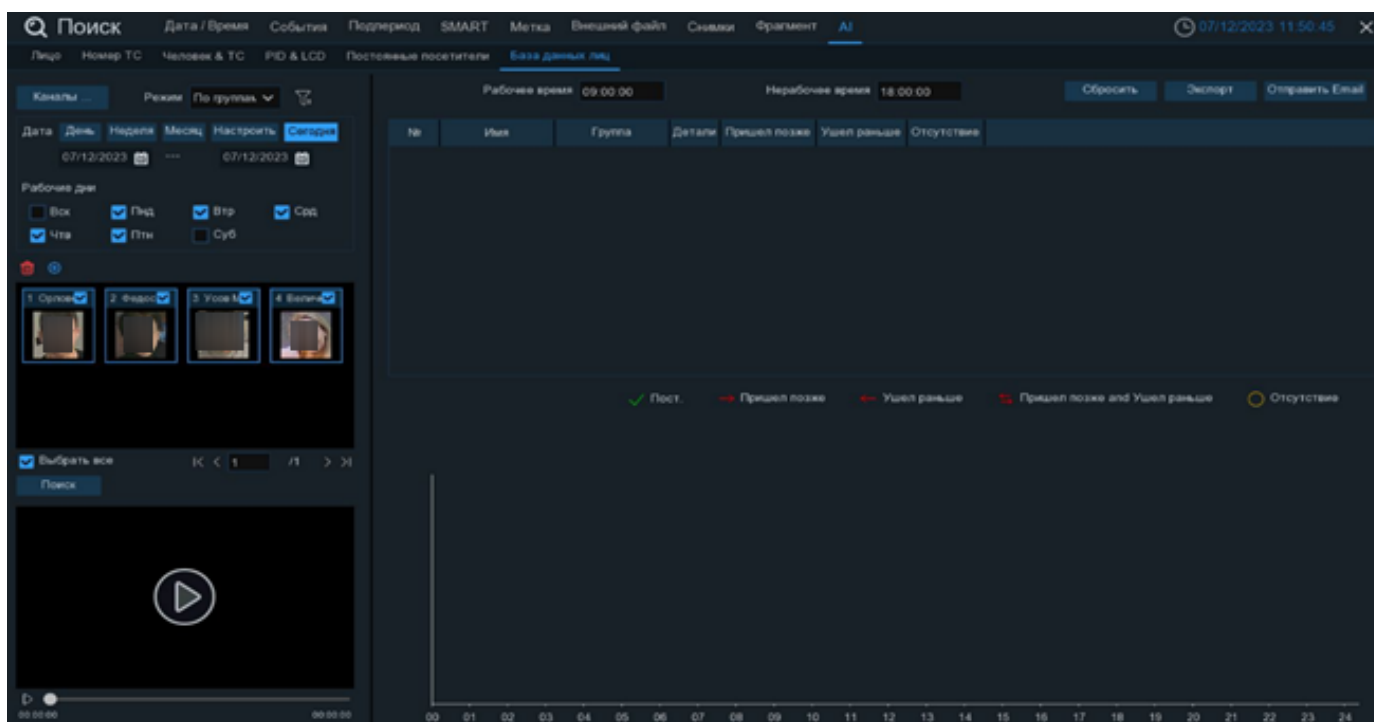 Поиск Дата / Время События Подпериод SMART Метка Внешний файл Снимки Фрагмент AI 07/12/2023 11:50:45
Лицо Номер ТС Человек & ТС PID & LCD Постоянные посетители База данных лиц
Каналы ... Режим По группам Рабочее время 09:00:00 Нерабочее время 18:00:00 Сбросить Экспорт Отправить Email
Дата День Неделя Месяц Настроить Сегодня № Имя Группа Детали Пришел позже Ушел раньше Отсутствие
07/12/2023 --- 07/12/2023
Рабочие дни
Вск Пнд Втр Срд
Чтв Птн Суб
1 Орлов 2 Федос 3 Усов М 4 Велич
Пост. Пришел позже Ушел раньше Пришел позже and Ушел раньше Отсутствие
Выбрать все 1 /1
Поиск
00:00:00 00:00:00
00 01 02 03 04 05 06 07 08 09 10 11 12 13 14 15 16 17 18 19 20 21 22 23 24